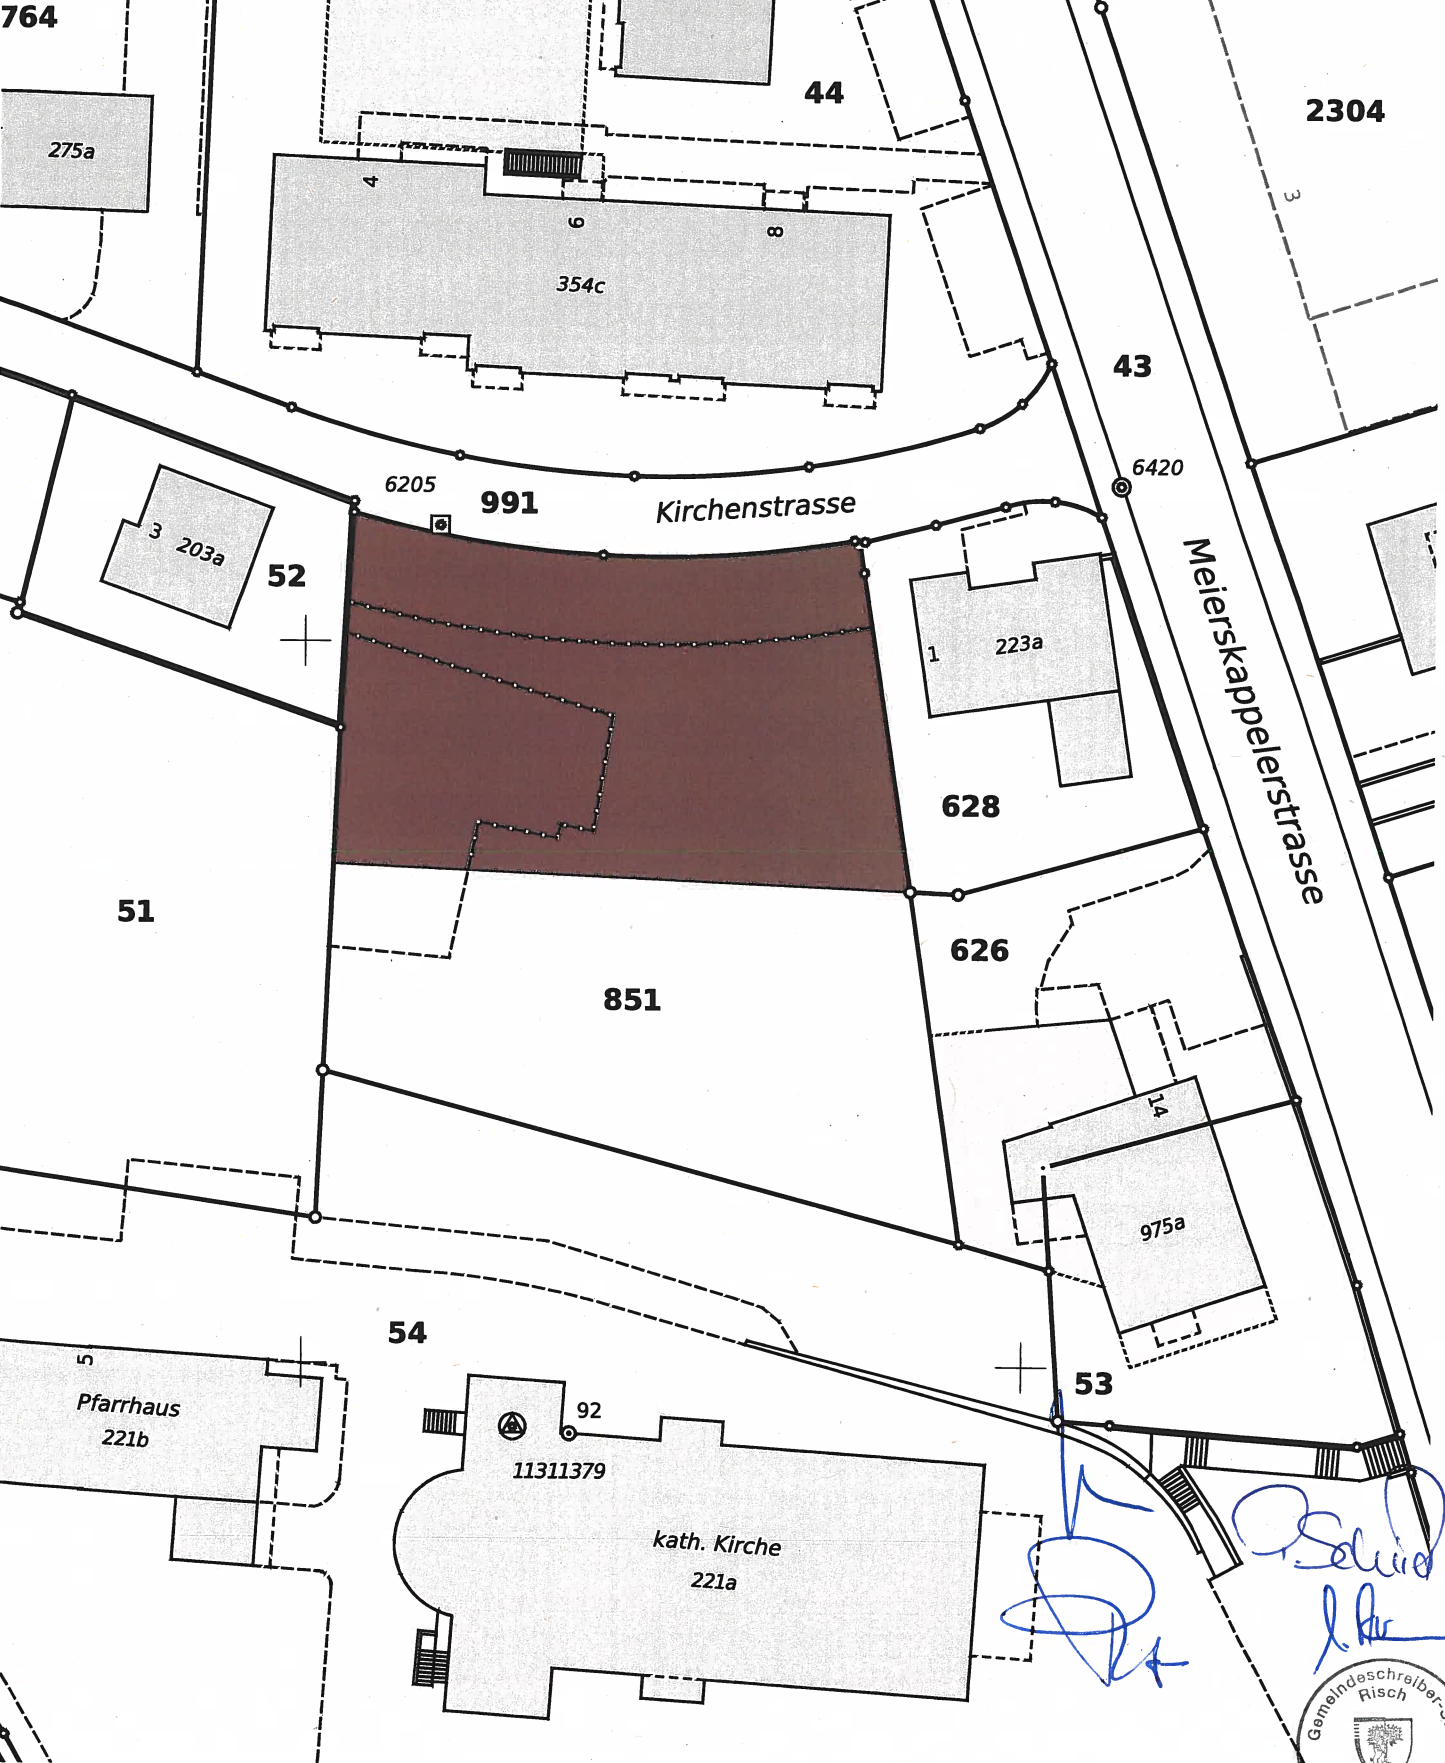 764
44
2304
275a
4
6
8
3
354c
43
6420
6205
991
Kirchenstrasse
3 203a
52
Meierskappelerstrasse
1
223a
628
51
626
851
14
975a
54
53
5
Pfarrhaus
221b
92
11311379
kath. Kirche
221a
Gemeindeschreiber-
Risch